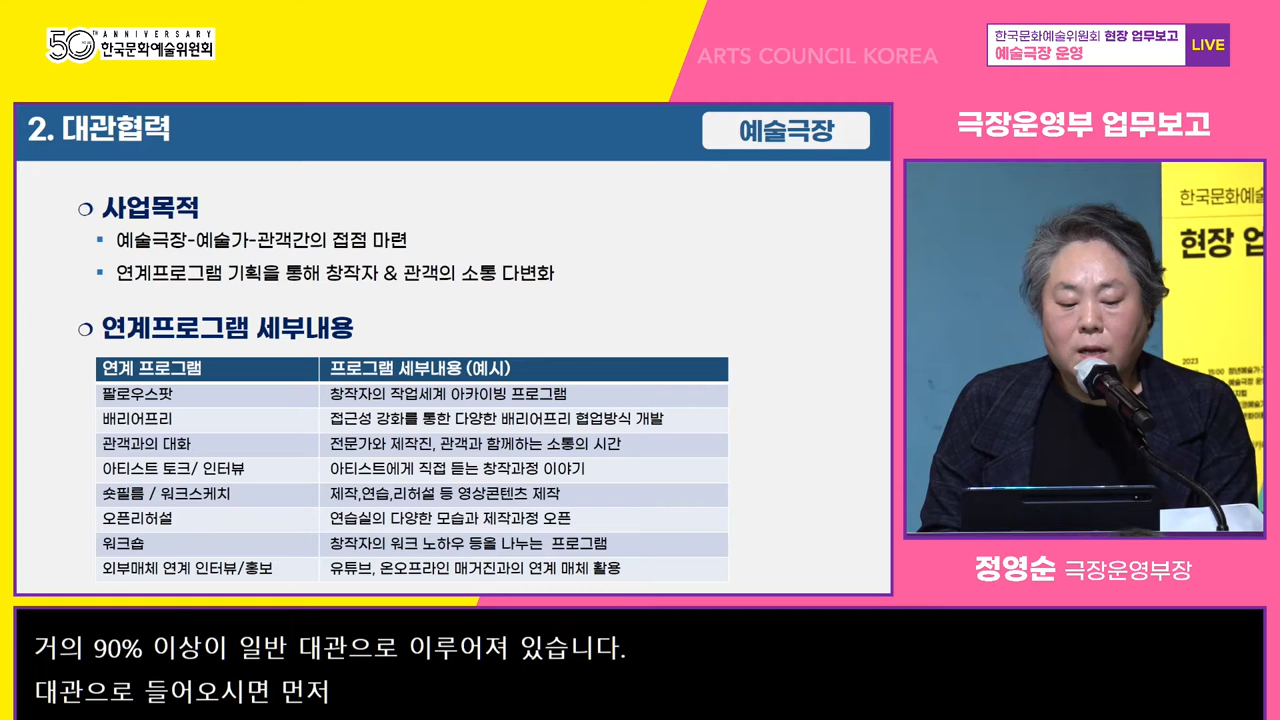 50TH ANNIVERSARY
한국문화예술위원회
ARTS COUNCIL KOREA
한국문화예술위원회 현장 업무보고
예술극장 운영
LIVE
2. 대관협력
예술극장
사업목적
예술극장-예술가-관객간의 접점 마련
연계프로그램 기획을 통해 창작자 & 관객의 소통 다변화
연계프로그램 세부내용
연계 프로그램 프로그램 세부내용 (예시)
팔로우스팟 창작자의 작업세계 아카이빙 프로그램
배리어프리 접근성 강화를 통한 다양한 배리어프리 협업방식 개발
관객과의 대화 전문가와 제작진, 관객과 함께하는 소통의 시간
아티스트 토크/ 인터뷰 아티스트에게 직접 듣는 창작과정 이야기
숏필름 / 워크스케치 제작,연습,리허설 등 영상콘텐츠 제작
오픈리허설 연습실의 다양한 모습과 제작과정 오픈
워크숍 창작자의 워크 노하우 등을 나누는 프로그램
외부매체 연계 인터뷰/홍보 유튜브, 온오프라인 매거진과의 연계 매체 활용
극장운영부 업무보고
한국문화예술
현장 업
2023
15:00 청년예술가
예술극장 운영
정영순 극장운영부장
거의 90% 이상이 일반 대관으로 이루어져 있습니다.
대관으로 들어오시면 먼저